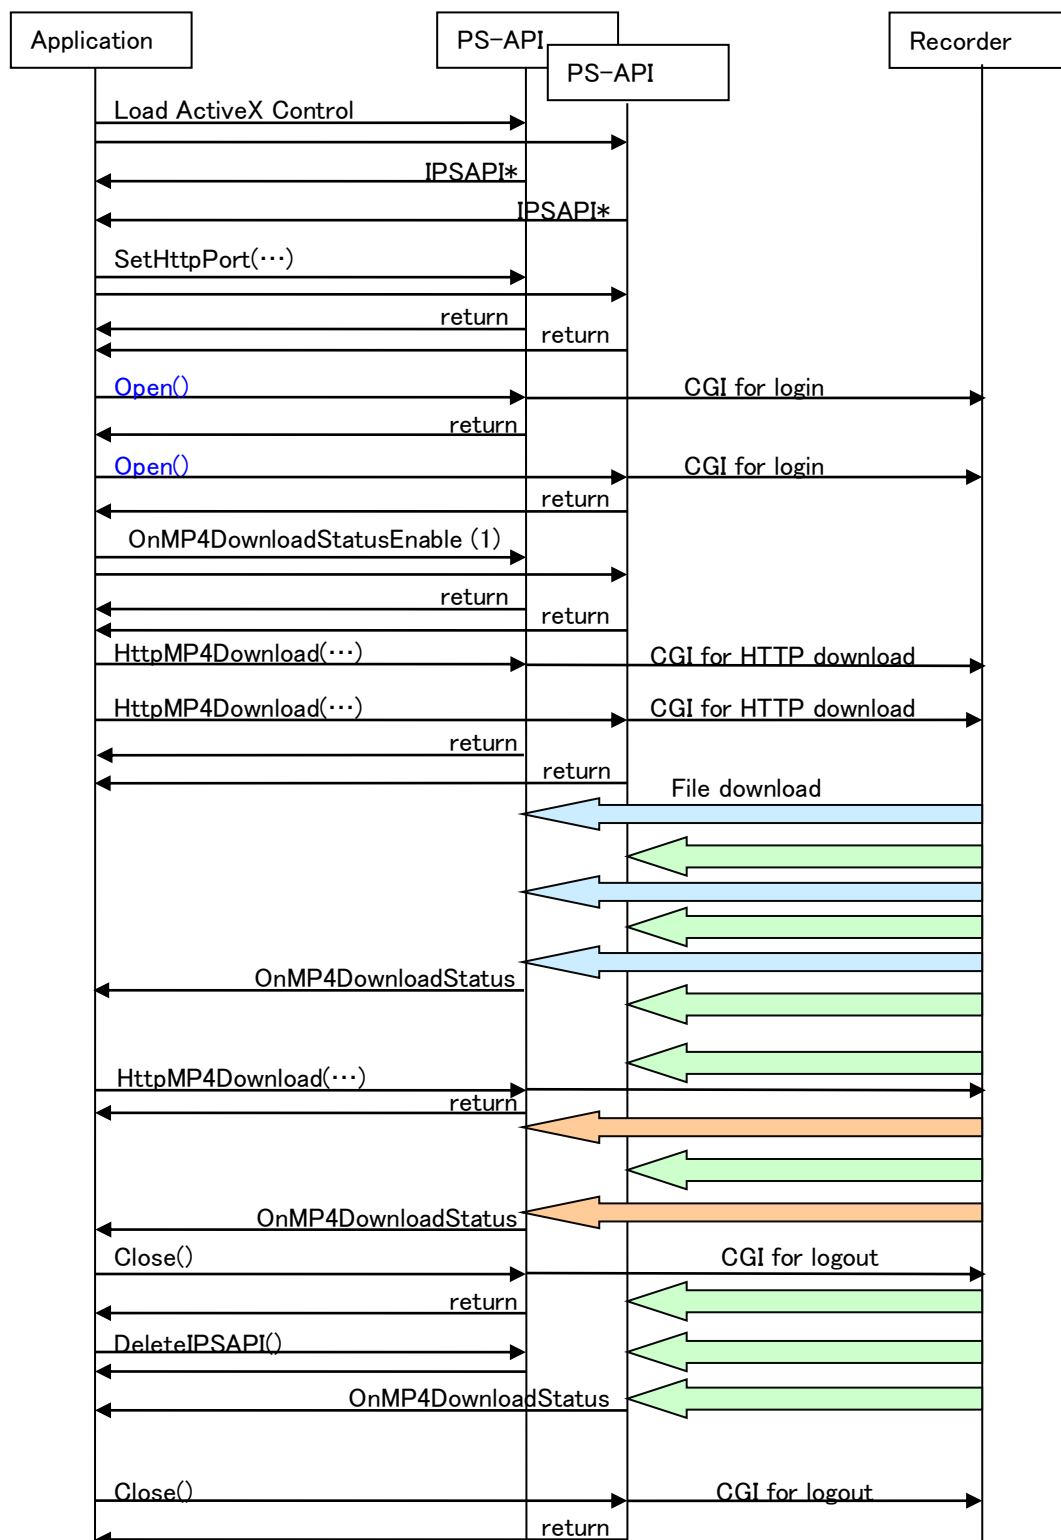 Application
PS-API
PS-API
Recorder
Load ActiveX Control
IPSAPI*
IPSAPI*
SetHttpPort(…)
return
return
Open()
CGI for login
return
Open()
CGI for login
return
OnMP4DownloadStatusEnable (1)
return
return
HttpMP4Download(…)
CGI for HTTP download
HttpMP4Download(…)
CGI for HTTP download
return
return
File download
OnMP4DownloadStatus
HttpMP4Download(…)
return
OnMP4DownloadStatus
Close()
CGI for logout
return
DeleteIPSAPI()
OnMP4DownloadStatus
Close()
CGI for logout
return